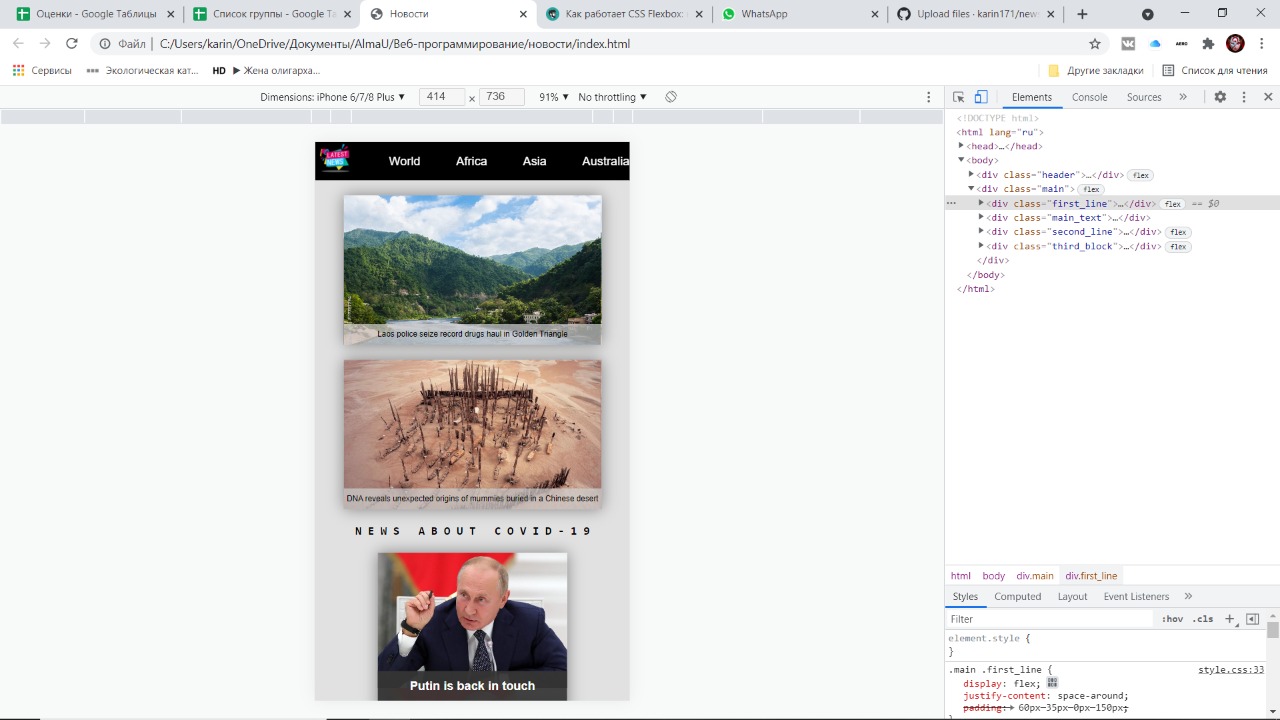 Оценки - Google Таблицы
Список группы - Google Та
Новости
Как работает CSS Flexbox:
WhatsApp
Upload files · karin171/new
Файл | C:/Users/karin/OneDrive/Документы/AlmaU/Веб-программирование/новости/index.html
Сервисы
Экологическая кат...
HD ▶ Жена олигарха...
Другие закладки
Список для чтения
Dimensions: iPhone 6/7/8 Plus ▼ 414 × 736 91% ▼ No throttling ▼
Elements Console Sources »
LATEST NEWS
World Africa Asia Australia
Laos police seize record drugs haul in Golden Triangle
DNA reveals unexpected origins of mummies buried in a Chinese desert
NEWS ABOUT COVID-19
Putin is back in touch
<!DOCTYPE html>
<html lang="ru">
<head>…</head>
<body>
<div class="header">…</div> flex
<div class="main"> flex
<div class="first_line">…</div> flex == $0
<div class="main_text">…</div>
<div class="second_line">…</div> flex
<div class="third_block">…</div> flex
</div>
</body>
</html>
html body div.main div.first_line
Styles Computed Layout Event Listeners »
Filter :hov .cls +
element.style {
}
.main .first_line { style.css:33
display: flex;
justify-content: space-around;
padding: 60px 35px 0px 150px;